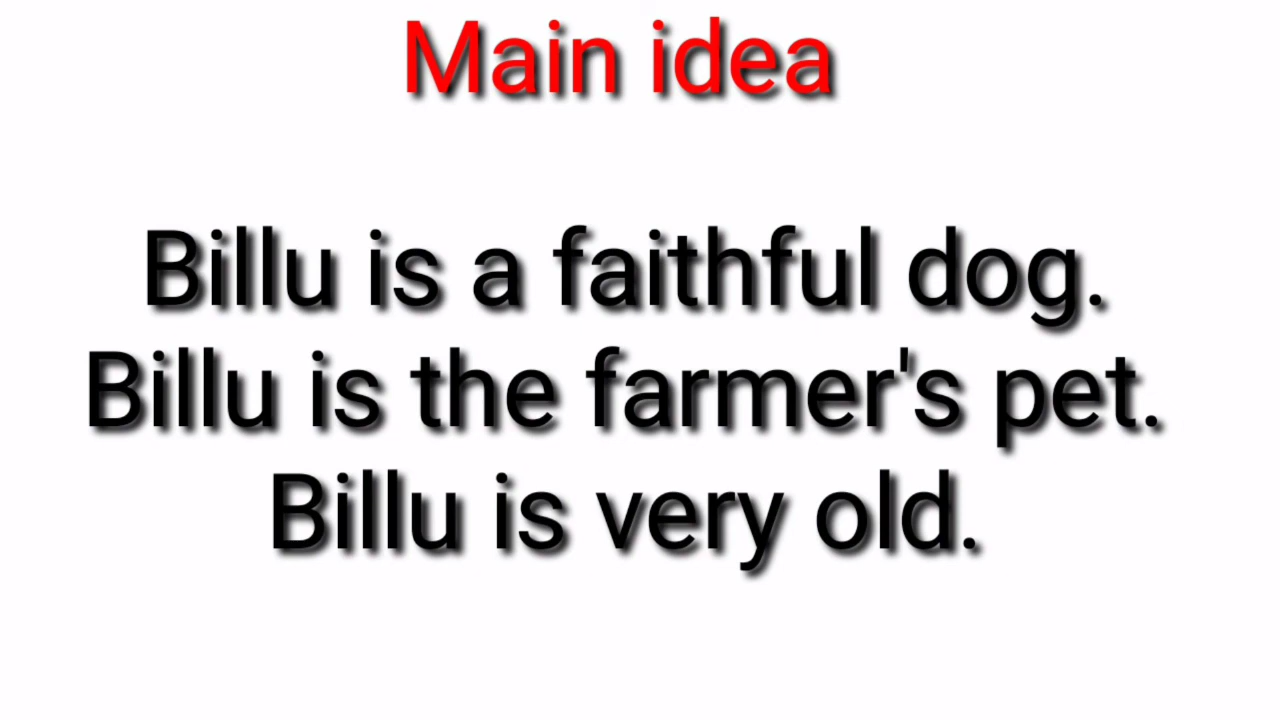 Main idea
Billu is a faithful dog.
Billu is the farmer's pet.
Billu is very old.